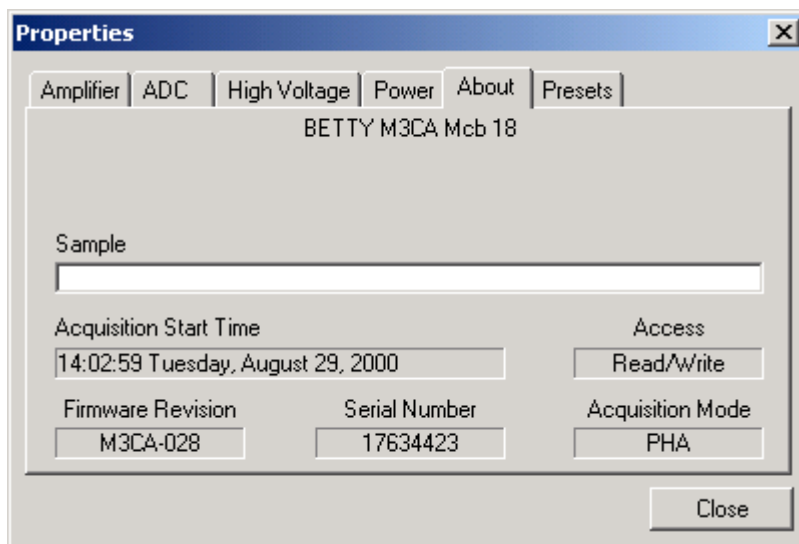 Properties
Amplifier ADC High Voltage Power About Presets
BETTY M3CA Mcb 18
Sample
Acquisition Start Time Access
14:02:59 Tuesday, August 29, 2000 Read/Write
Firmware Revision Serial Number Acquisition Mode
M3CA-028 17634423 PHA
Close